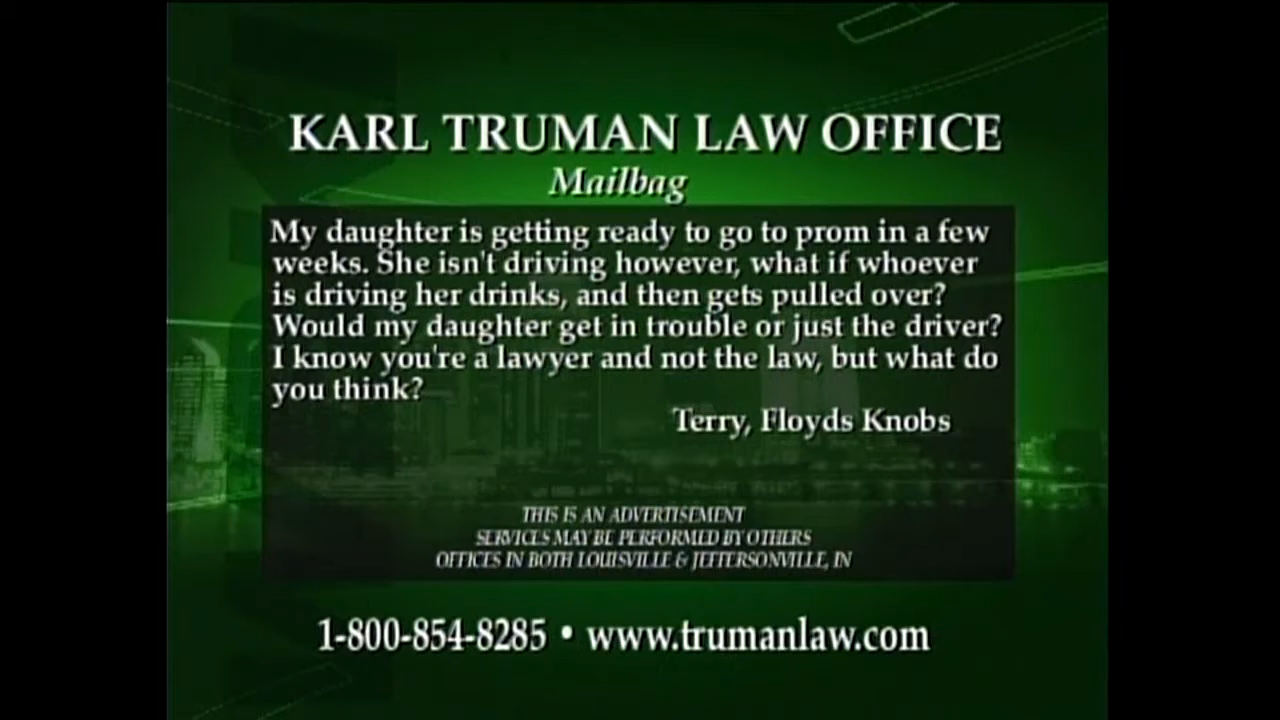 KARL TRUMAN LAW OFFICE
Mailbag
My daughter is getting ready to go to prom in a few
weeks. She isn't driving however, what if whoever
is driving her drinks, and then gets pulled over?
Would my daughter get in trouble or just the driver?
I know you're a lawyer and not the law, but what do
you think?
Terry, Floyds Knobs
THIS IS AN ADVERTISEMENT
SERVICES MAY BE PERFORMED BY OTHERS
OFFICES IN BOTH LOUISVILLE & JEFFERSONVILLE, IN
1-800-854-8285 • www.trumanlaw.com